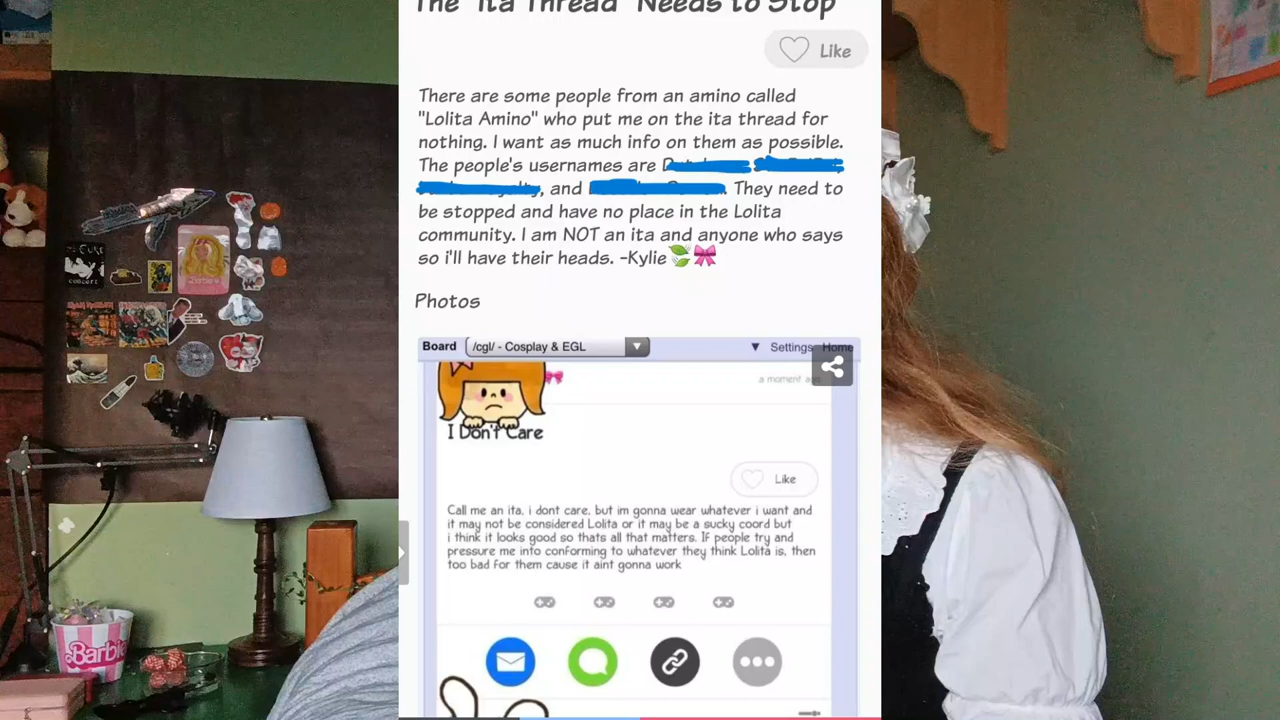 The "Ita Thread" Needs to Stop
Like
There are some people from an amino called
"Lolita Amino" who put me on the ita thread for
nothing. I want as much info on them as possible.
The people's usernames are
, and . They need to
be stopped and have no place in the Lolita
community. I am NOT an ita and anyone who says
so i'll have their heads. -Kylie
Photos
Board /cgl/ - Cosplay & EGL Settings Home
a moment
I Don't Care
Like
Call me an ita, i dont care, but im gonna wear whatever i want and
it may not be considered Lolita or it may be a sucky coord but
i think it looks good so thats all that matters. If people try and
pressure me into conforming to whatever they think Lolita is, then
too bad for them cause it aint gonna work
THE CURE
CONCERT
Barbie
IRON MAIDEN
Barbie